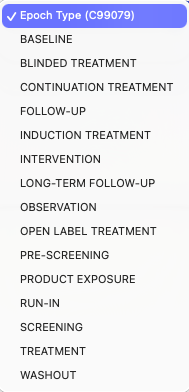 ✓ Epoch Type (C99079)
BASELINE
BLINDED TREATMENT
CONTINUATION TREATMENT
FOLLOW-UP
INDUCTION TREATMENT
INTERVENTION
LONG-TERM FOLLOW-UP
OBSERVATION
OPEN LABEL TREATMENT
PRE-SCREENING
PRODUCT EXPOSURE
RUN-IN
SCREENING
TREATMENT
WASHOUT